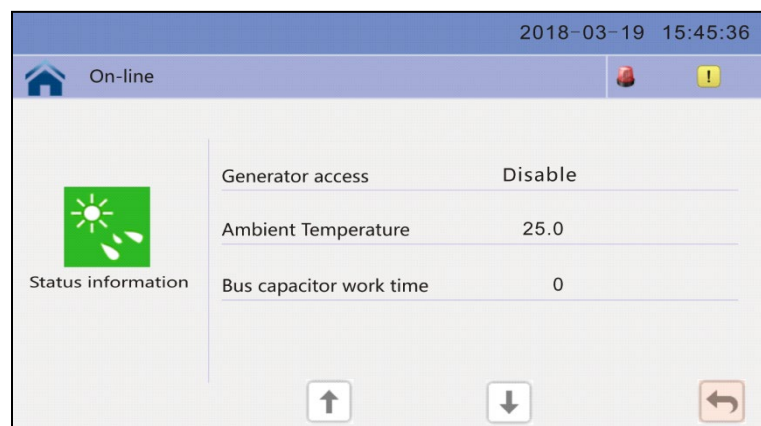 2018-03-19 15:45:36
On-line
!
Generator access Disable
Ambient Temperature 25.0
Status information
Bus capacitor work time 0